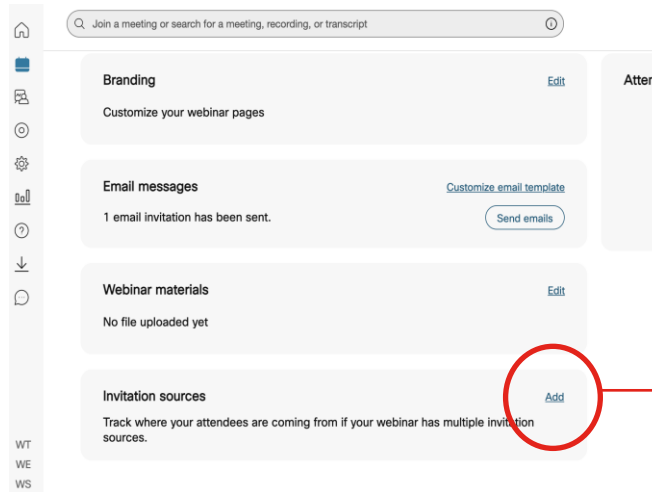 Join a meeting or search for a meeting, recording, or transcript
Branding
Edit
Customize your webinar pages
Email messages
Customize email template
1 email invitation has been sent.
Send emails
Webinar materials
Edit
No file uploaded yet
Invitation sources
Add
Track where your attendees are coming from if your webinar has multiple invitation
sources.
Atter
WT
WE
WS